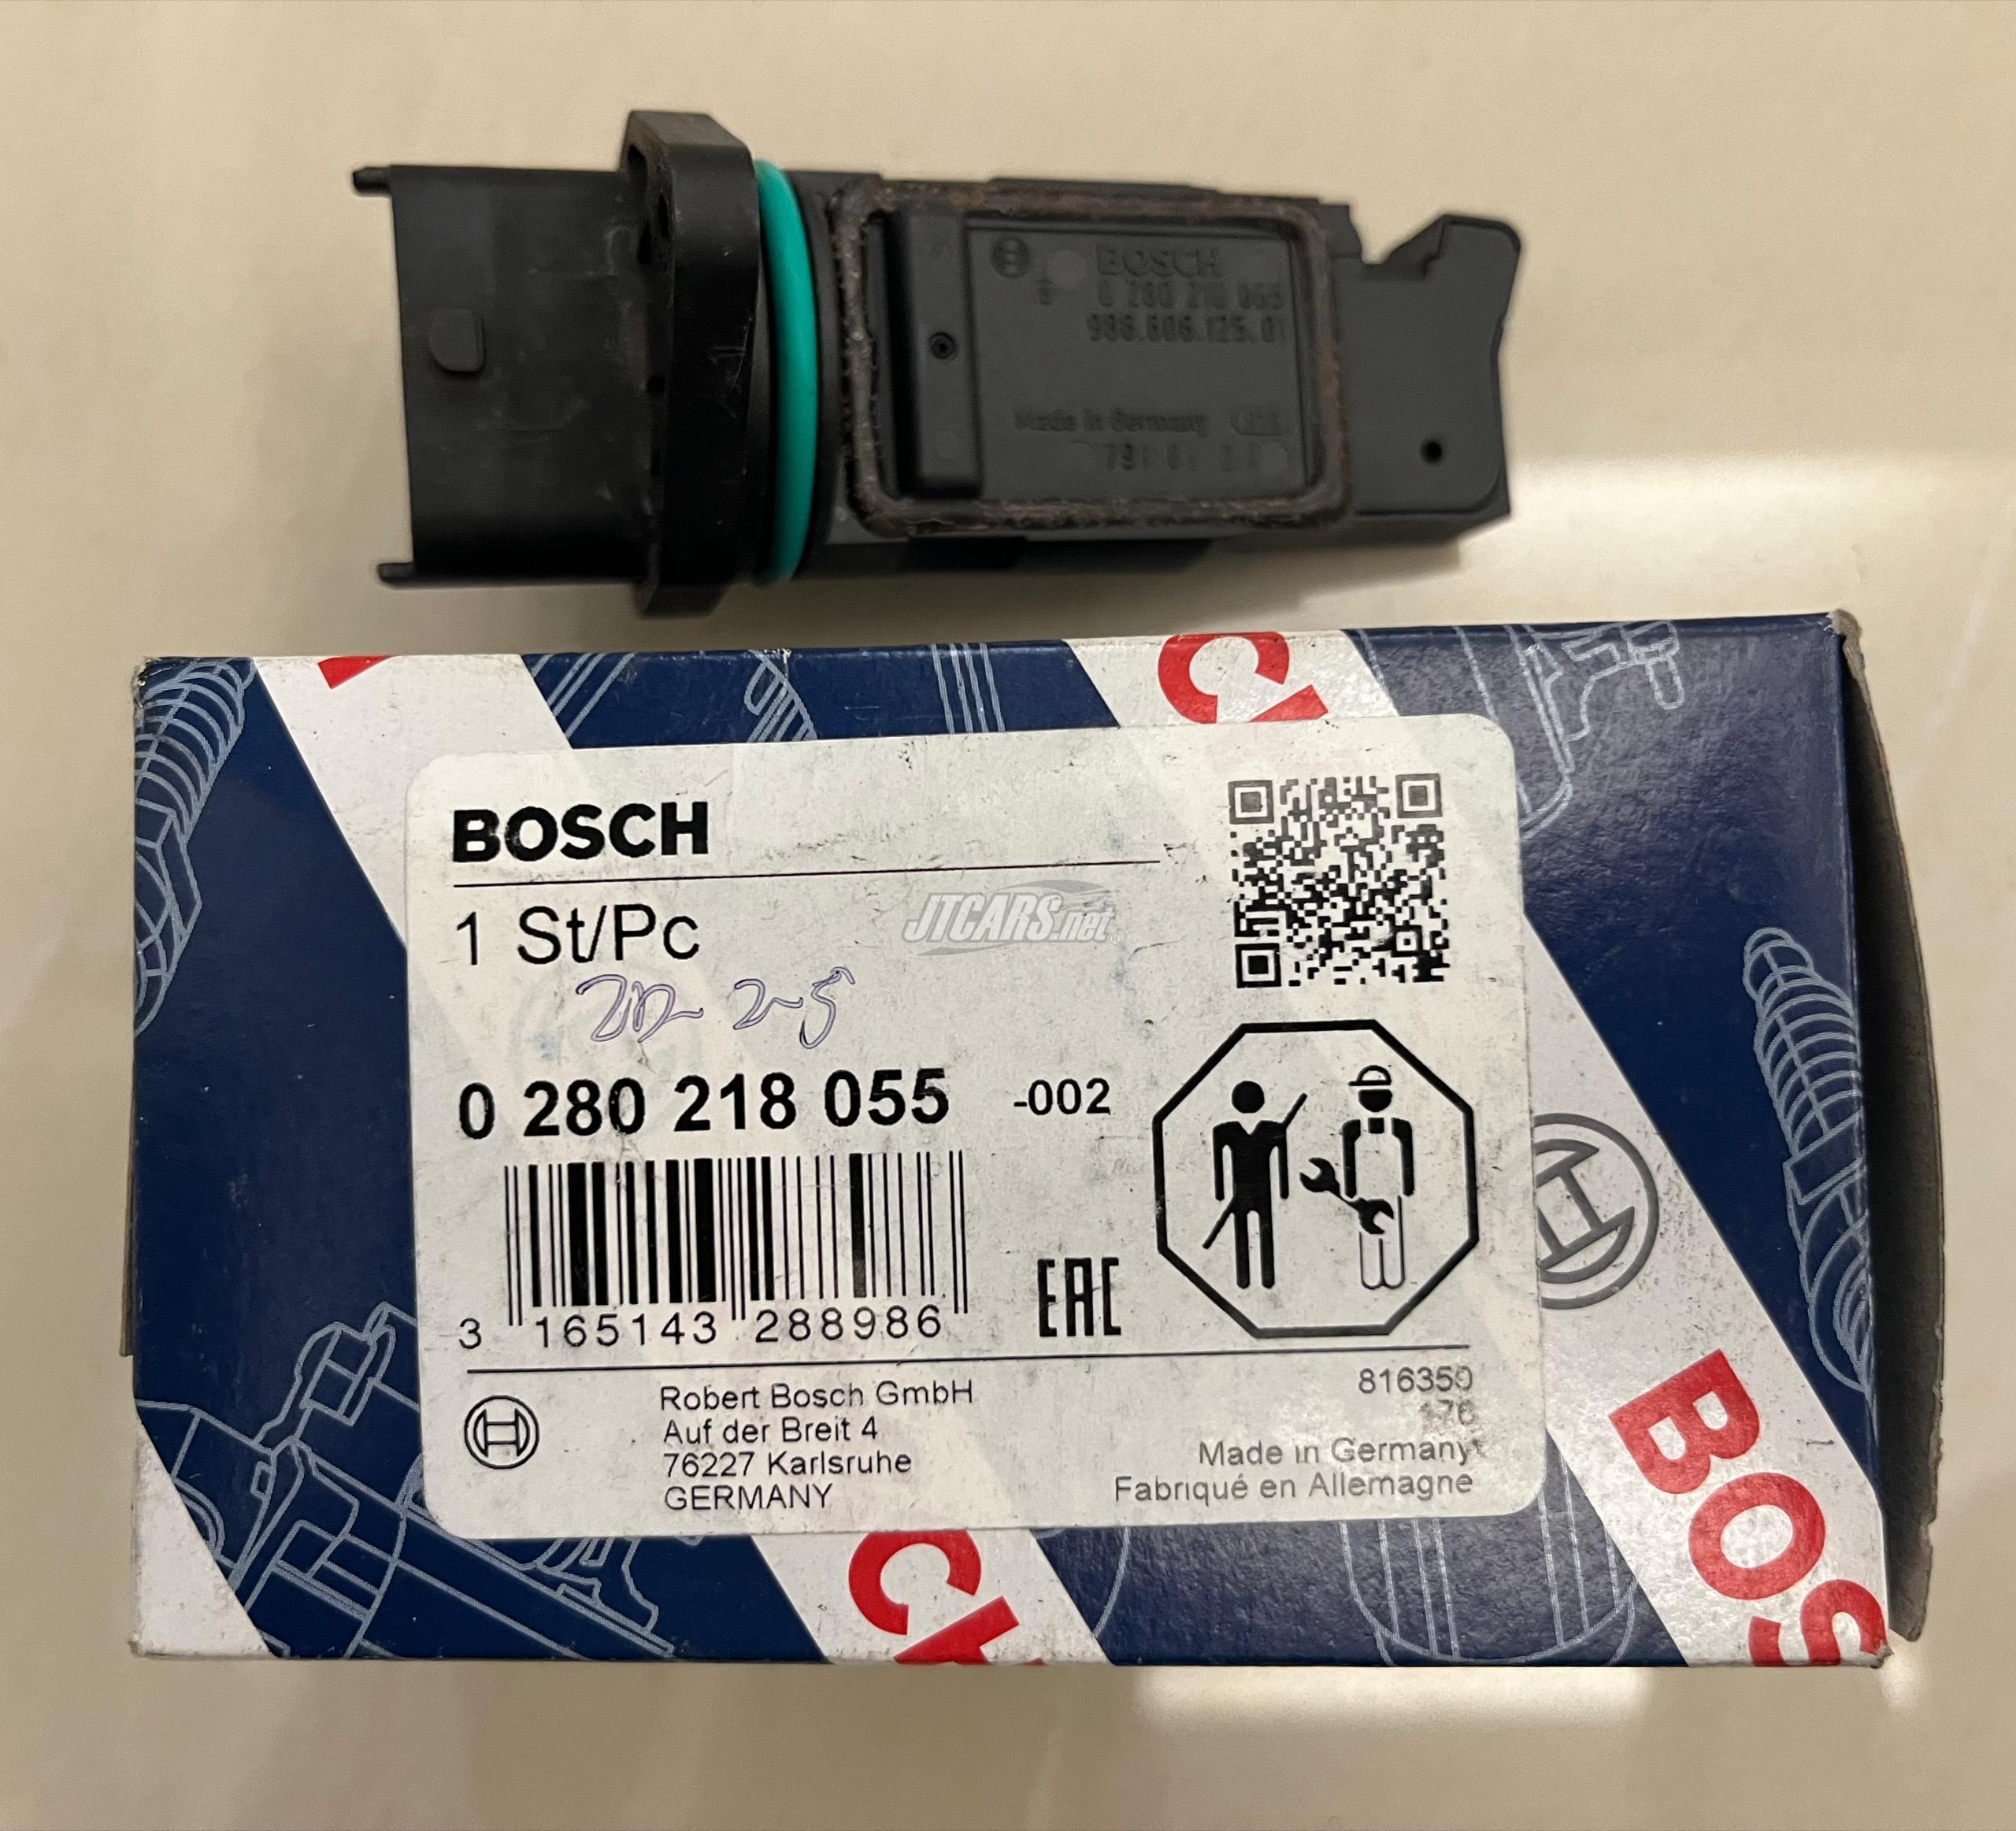 BOSCH
0 280 218 055
986.606.125.01
Made in Germany
BOSCH
1 St/Pc
JTCARS.net
0 280 218 055 -002
3 165143 288986
EAC
Robert Bosch GmbH
Auf der Breit 4
76227 Karlsruhe
GERMANY
816350
176
Made in Germany
Fabriqué en Allemagne
BOS